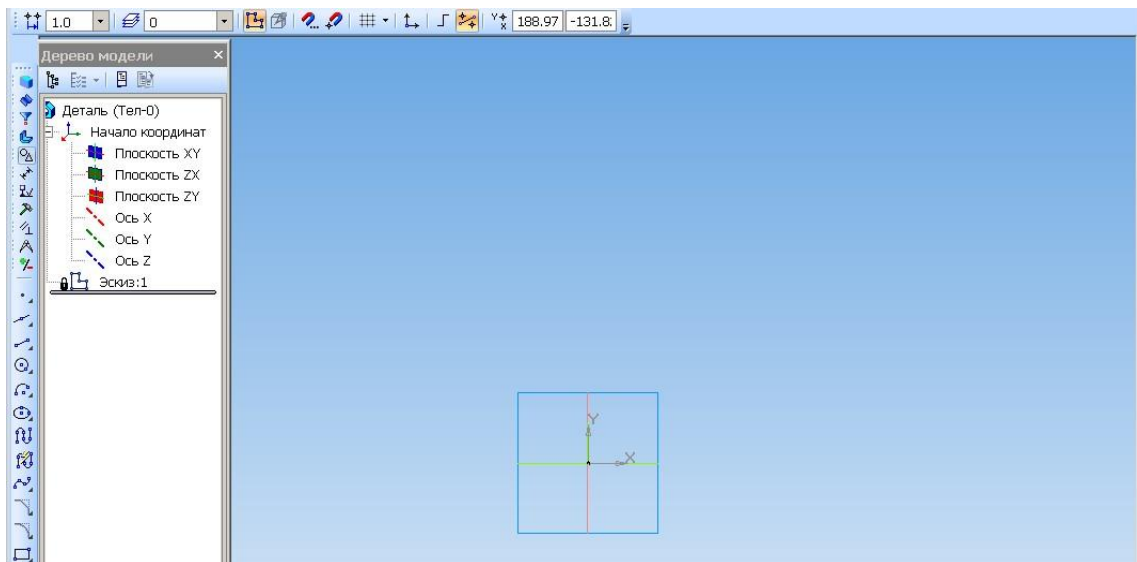 1.0 0 188.97 -131.8
Дерево модели
Деталь (Тел-0)
Начало координат
Плоскость XY
Плоскость ZX
Плоскость ZY
Ось X
Ось Y
Ось Z
Эскиз:1
Y
X